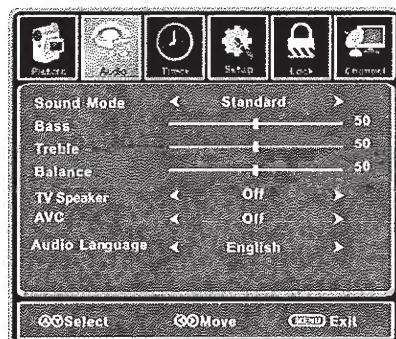 Picture Audio Timer Setup Lock Channel
Sound Mode Standard
Bass 50
Treble 50
Balance 50
TV Speaker Off
AVC Off
Audio Language English
Select Move MENU Exit